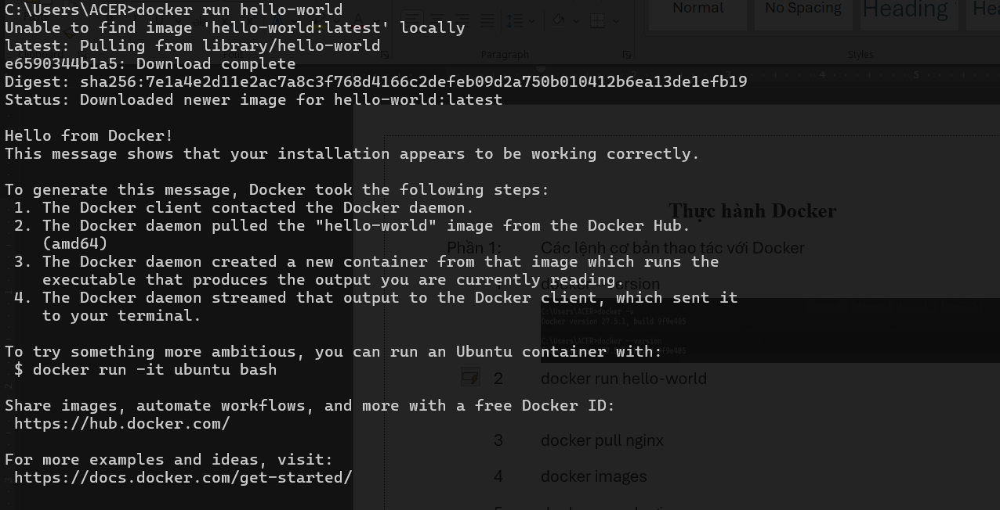 C:\Users\ACER>docker run hello-world
Unable to find image 'hello-world:latest' locally
latest: Pulling from library/hello-world
e6590344b1a5: Download complete
Digest: sha256:7e1a4e2d11e2ac7a8c3f768d4166c2defeb09d2a750b010412b6ea13de1efb19
Status: Downloaded newer image for hello-world:latest
Hello from Docker!
This message shows that your installation appears to be working correctly.
To generate this message, Docker took the following steps:
1. The Docker client contacted the Docker daemon.
2. The Docker daemon pulled the "hello-world" image from the Docker Hub.
(amd64)
3. The Docker daemon created a new container from that image which runs the
executable that produces the output you are currently reading.
4. The Docker daemon streamed that output to the Docker client, which sent it
to your terminal.
To try something more ambitious, you can run an Ubuntu container with:
$ docker run -it ubuntu bash
Share images, automate workflows, and more with a free Docker ID:
https://hub.docker.com/
For more examples and ideas, visit:
https://docs.docker.com/get-started/
Normal
No Spacing
Heading
Paragraph
Styles
Thực hành Docker
Phần 1: Các lệnh cơ bản thao tác với Docker
1 docker --version
C:\Users\ACER>docker -v
Docker version 27.5.1, build 9f9e405
C:\Users\ACER>docker --version
2 docker run hello-world
3 docker pull nginx
4 docker images